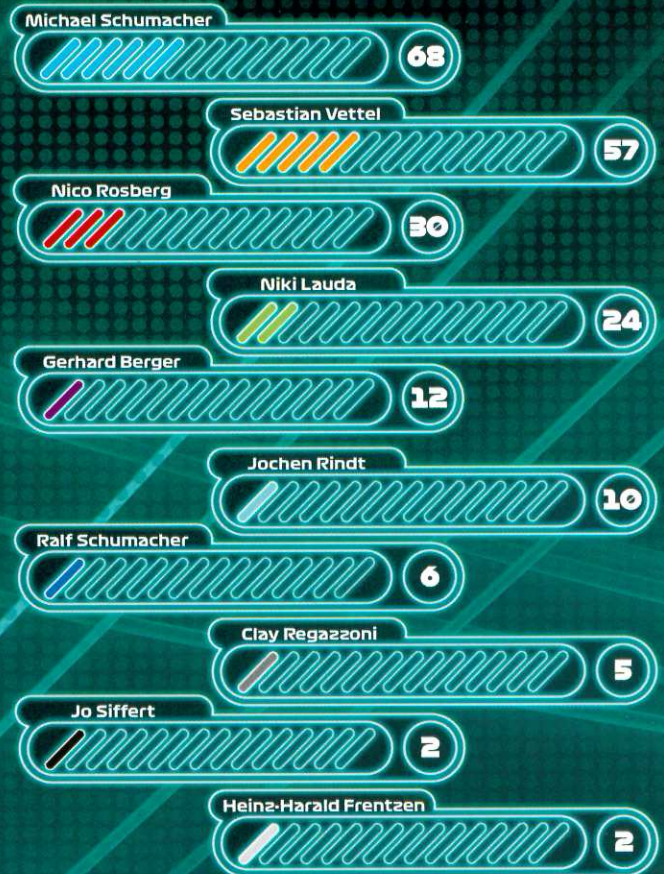 Michael Schumacher
68
Sebastian Vettel
57
Nico Rosberg
30
Niki Lauda
24
Gerhard Berger
12
Jochen Rindt
10
Ralf Schumacher
6
Clay Regazzoni
5
Jo Siffert
2
Heinz-Harald Frentzen
2